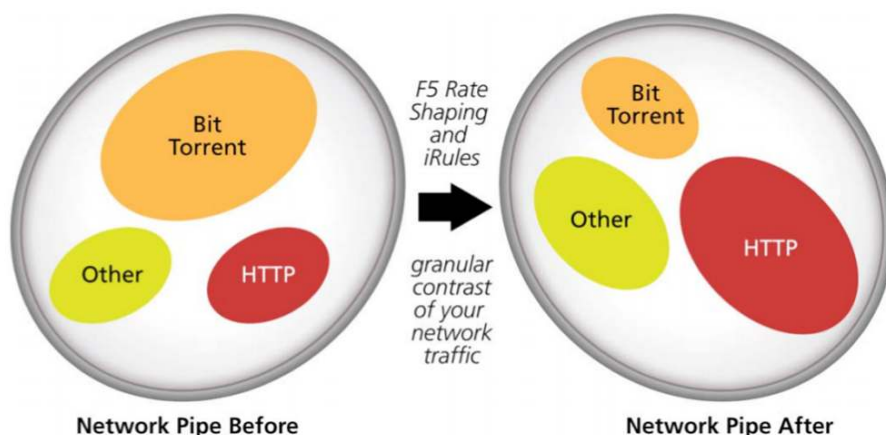 Bit
Torrent
Other
HTTP
Network Pipe Before
F5 Rate
Shaping
and
iRules
granular
contrast
of your
network
traffic
Bit
Torrent
Other
HTTP
Network Pipe After